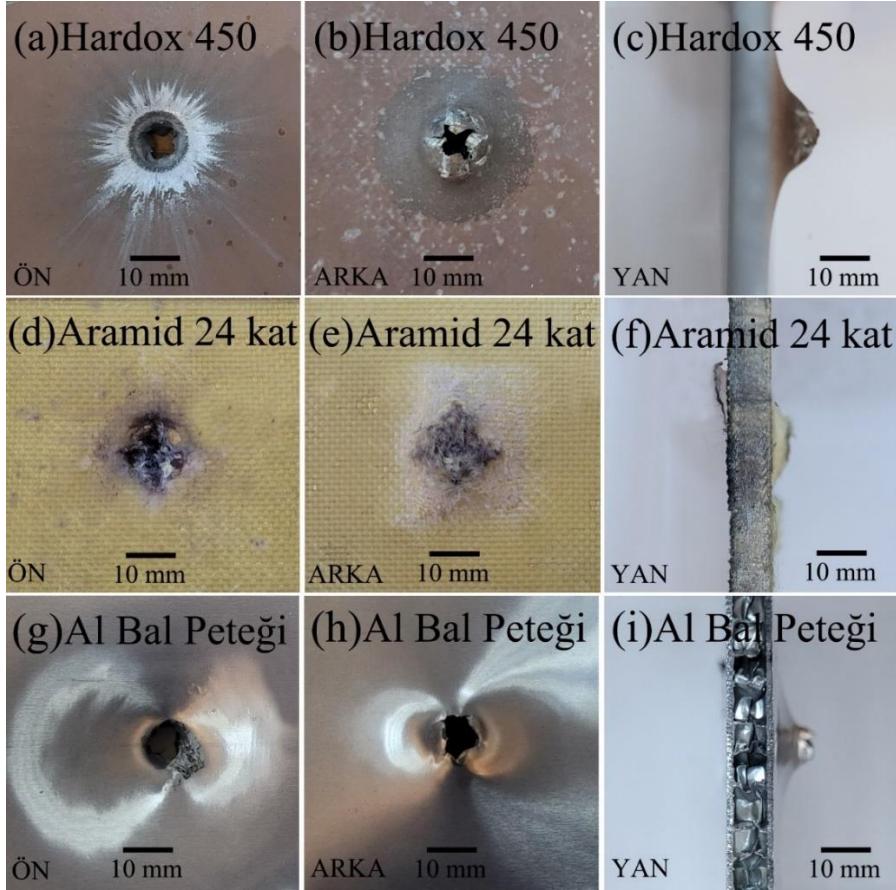 (a)Hardox 450
10 mm
ÖN
(b) Hardox 450
10 mm
ARKA
(c)Hardox 450
10 mm
YAN
(d)Aramid 24 kat
10 mm
ÖN
(e)Aramid 24 kat
10 mm
ARKA
(f)Aramid 24 kat
10 mm
YAN
(g)Al Bal Peteği
10 mm
ÖN
(h)Al Bal Peteği
10 mm
ARKA
(i)Al Bal Peteği
10 mm
YAN